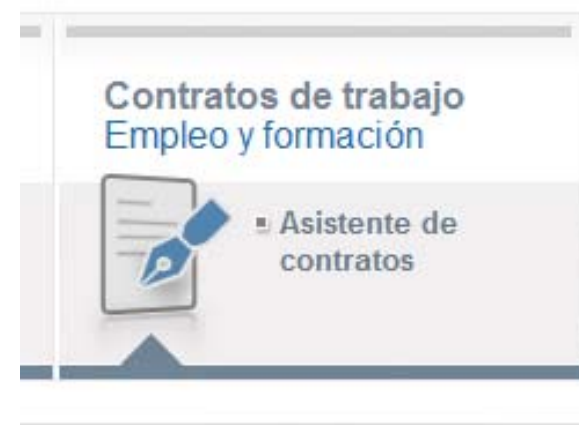 Contratos de trabajo
Empleo y formación
Asistente de
contratos